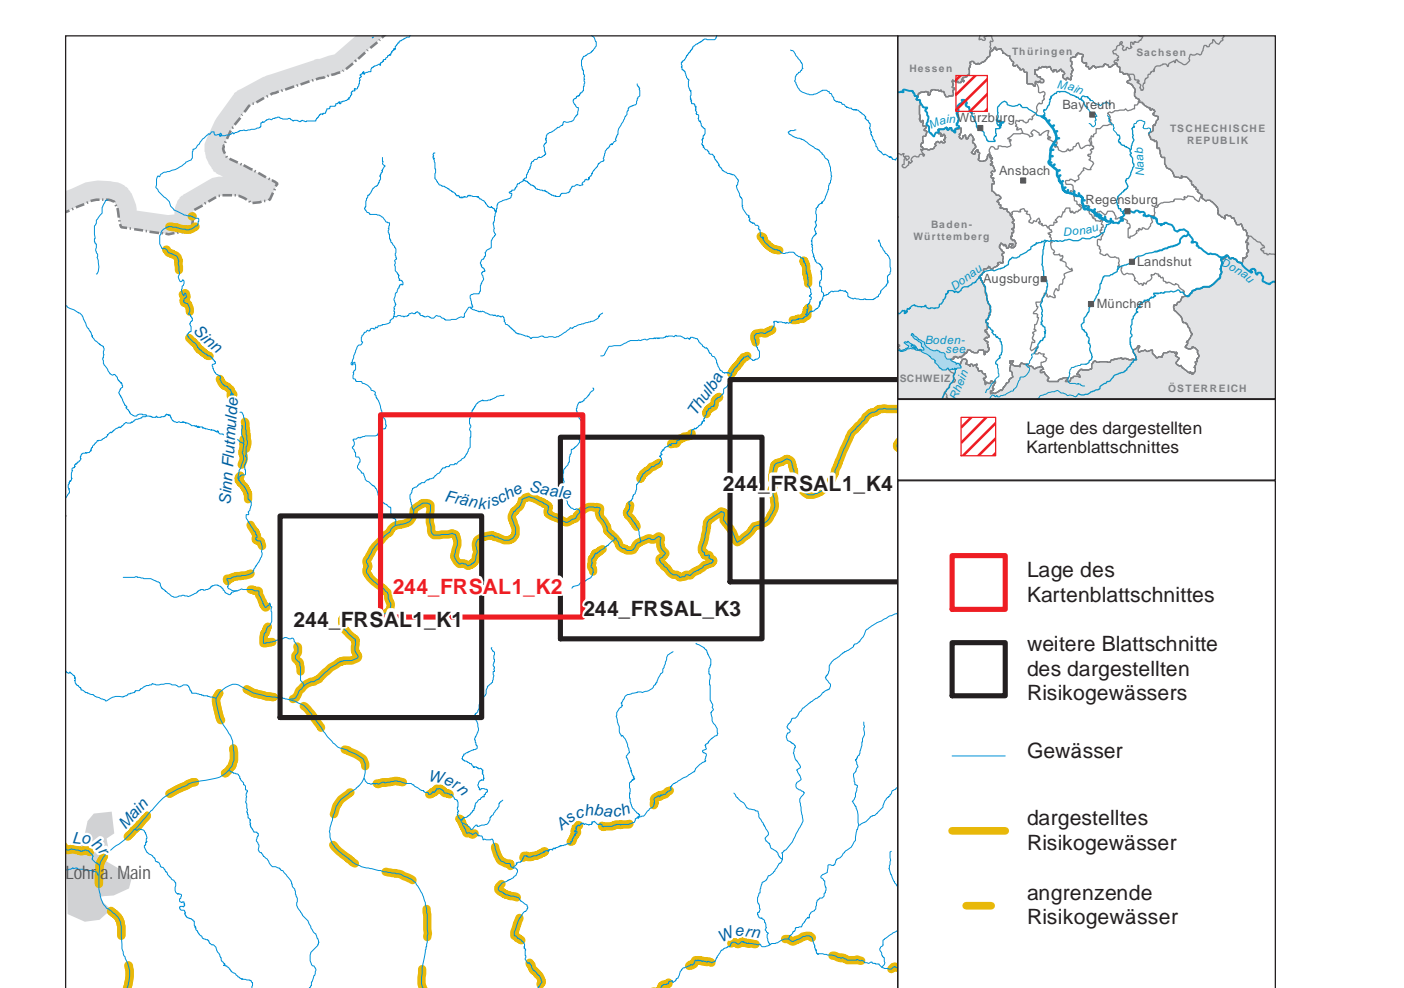 Sinn
Sinn Flutmulde
Thulba
Fränkische Saale
244_FRSAL1_K4
244_FRSAL1_K2
244_FRSAL_K3
244_FRSAL1_K1
Wern
Aschbach
Main
Lohr
Lohr a. Main
Wern
Thüringen
Sachsen
Hessen
Main
Bayreuth
Main
Würzburg
TSCHECHISCHE
REPUBLIK
Naab
Ansbach
Regensburg
Baden-
Württemberg
Donau
Landshut
Donau
Augsburg
Donau
München
Boden-
see
SCHWEIZ
Rhein
ÖSTERREICH
Lage des dargestellten
Kartenblattschnittes
Lage des
Kartenblattschnittes
weitere Blattschnitte
des dargestellten
Risikogewässers
Gewässer
dargestelltes
Risikogewässer
angrenzende
Risikogewässer